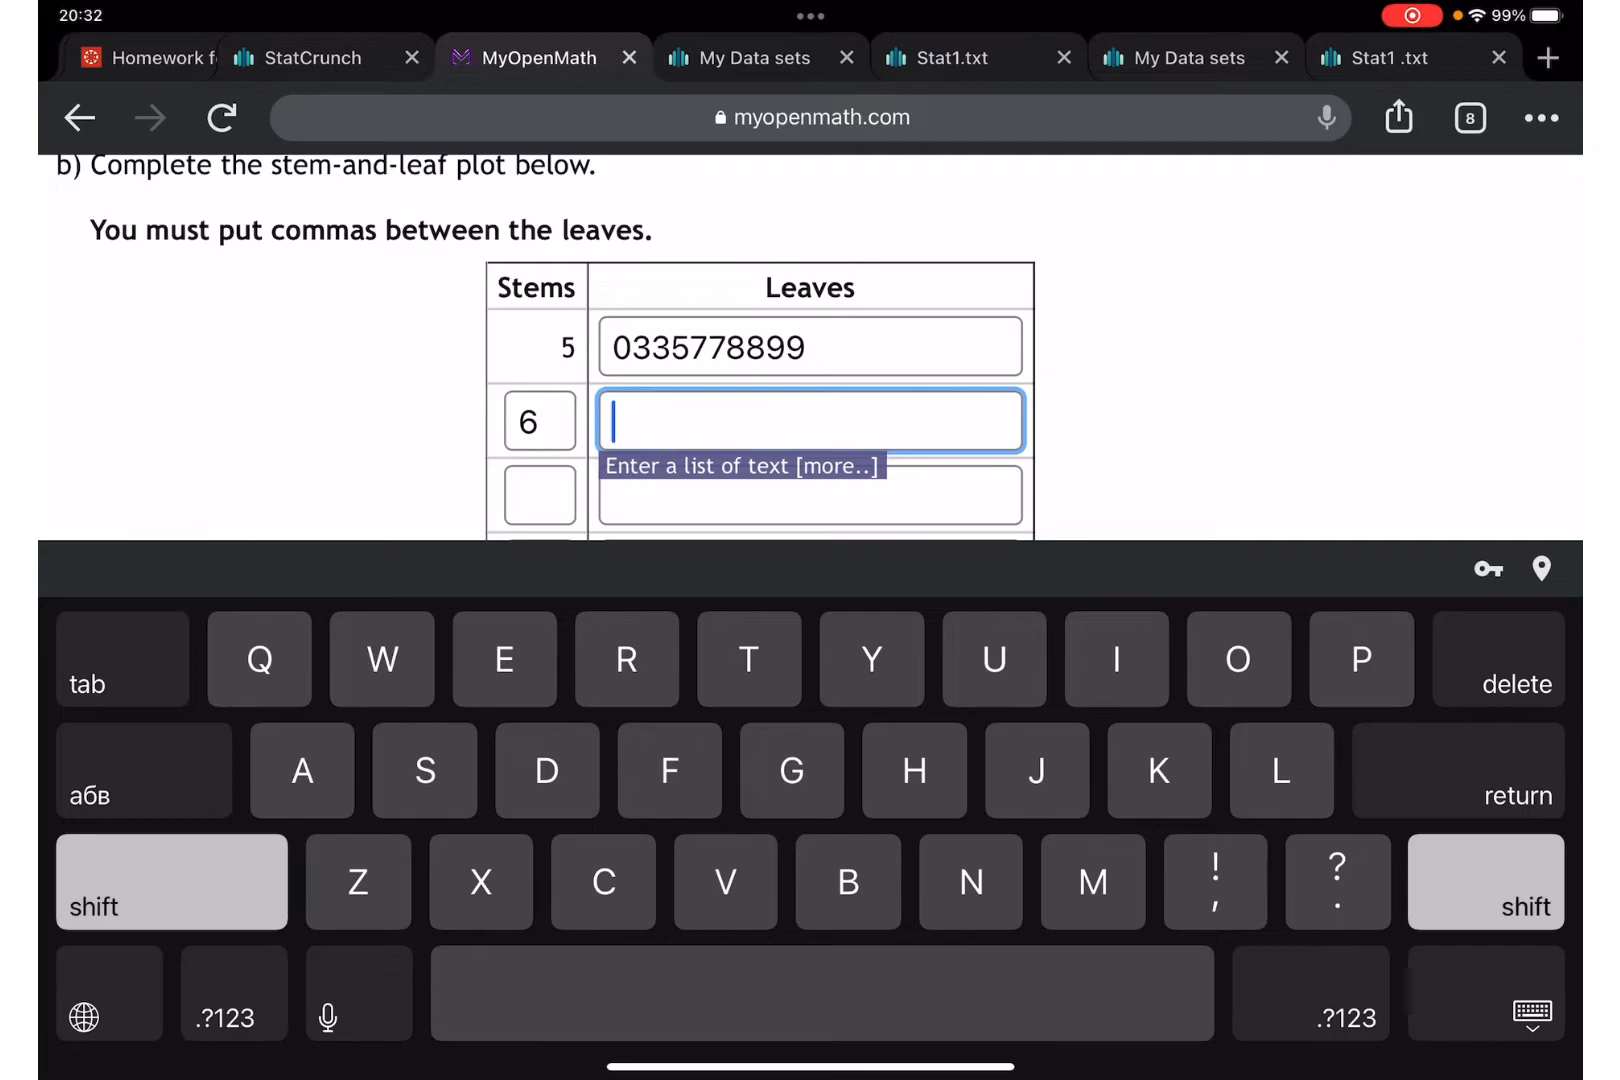 20:32
99%
Homework f
StatCrunch
MyOpenMath
My Data sets
Stat1.txt
My Data sets
Stat1 .txt
myopenmath.com
8
b) Complete the stem-and-leaf plot below.
You must put commas between the leaves.
Stems Leaves
5 0335778899
6
Enter a list of text [more..]
Q W E R T Y U I O P
tab delete
A S D F G H J K L
абв return
Z X C V B N M ! , ? .
shift shift
.?123 .?123